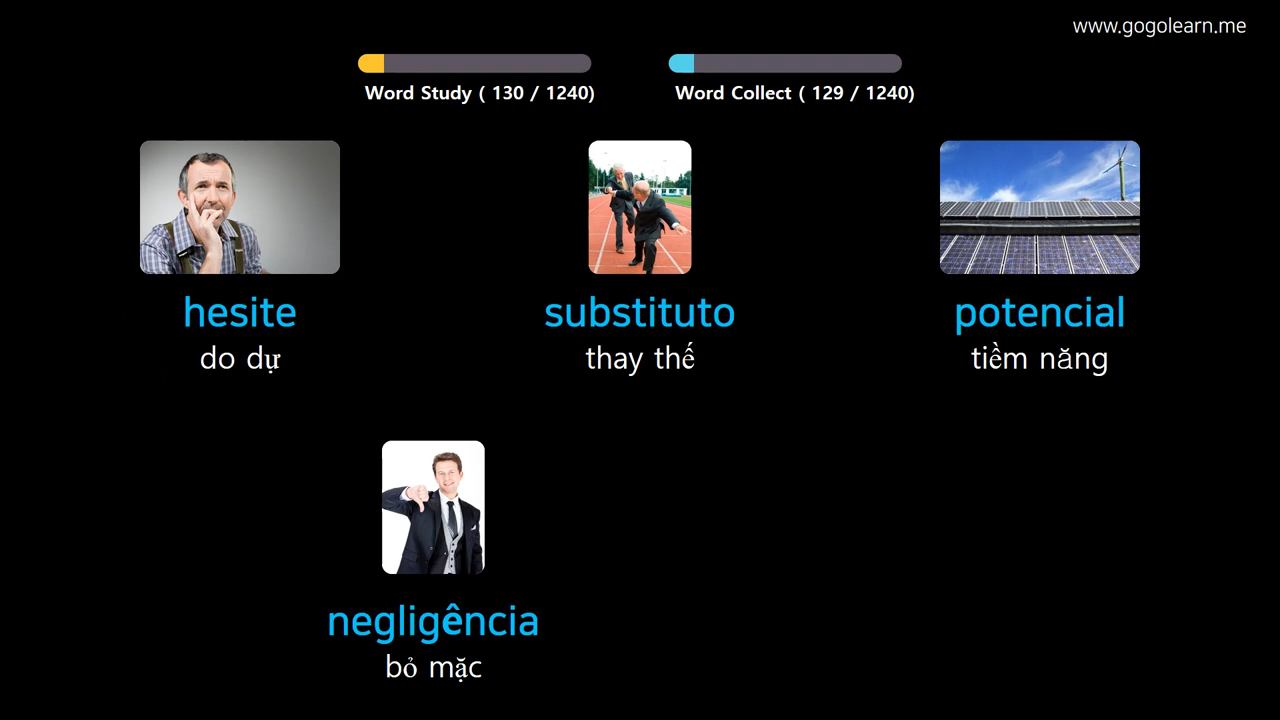 www.gogolearn.me
Word Study ( 130 / 1240)
Word Collect ( 129 / 1240)
hesite
do dự
substituto
thay thế
potencial
tiềm năng
negligência
bỏ mặc